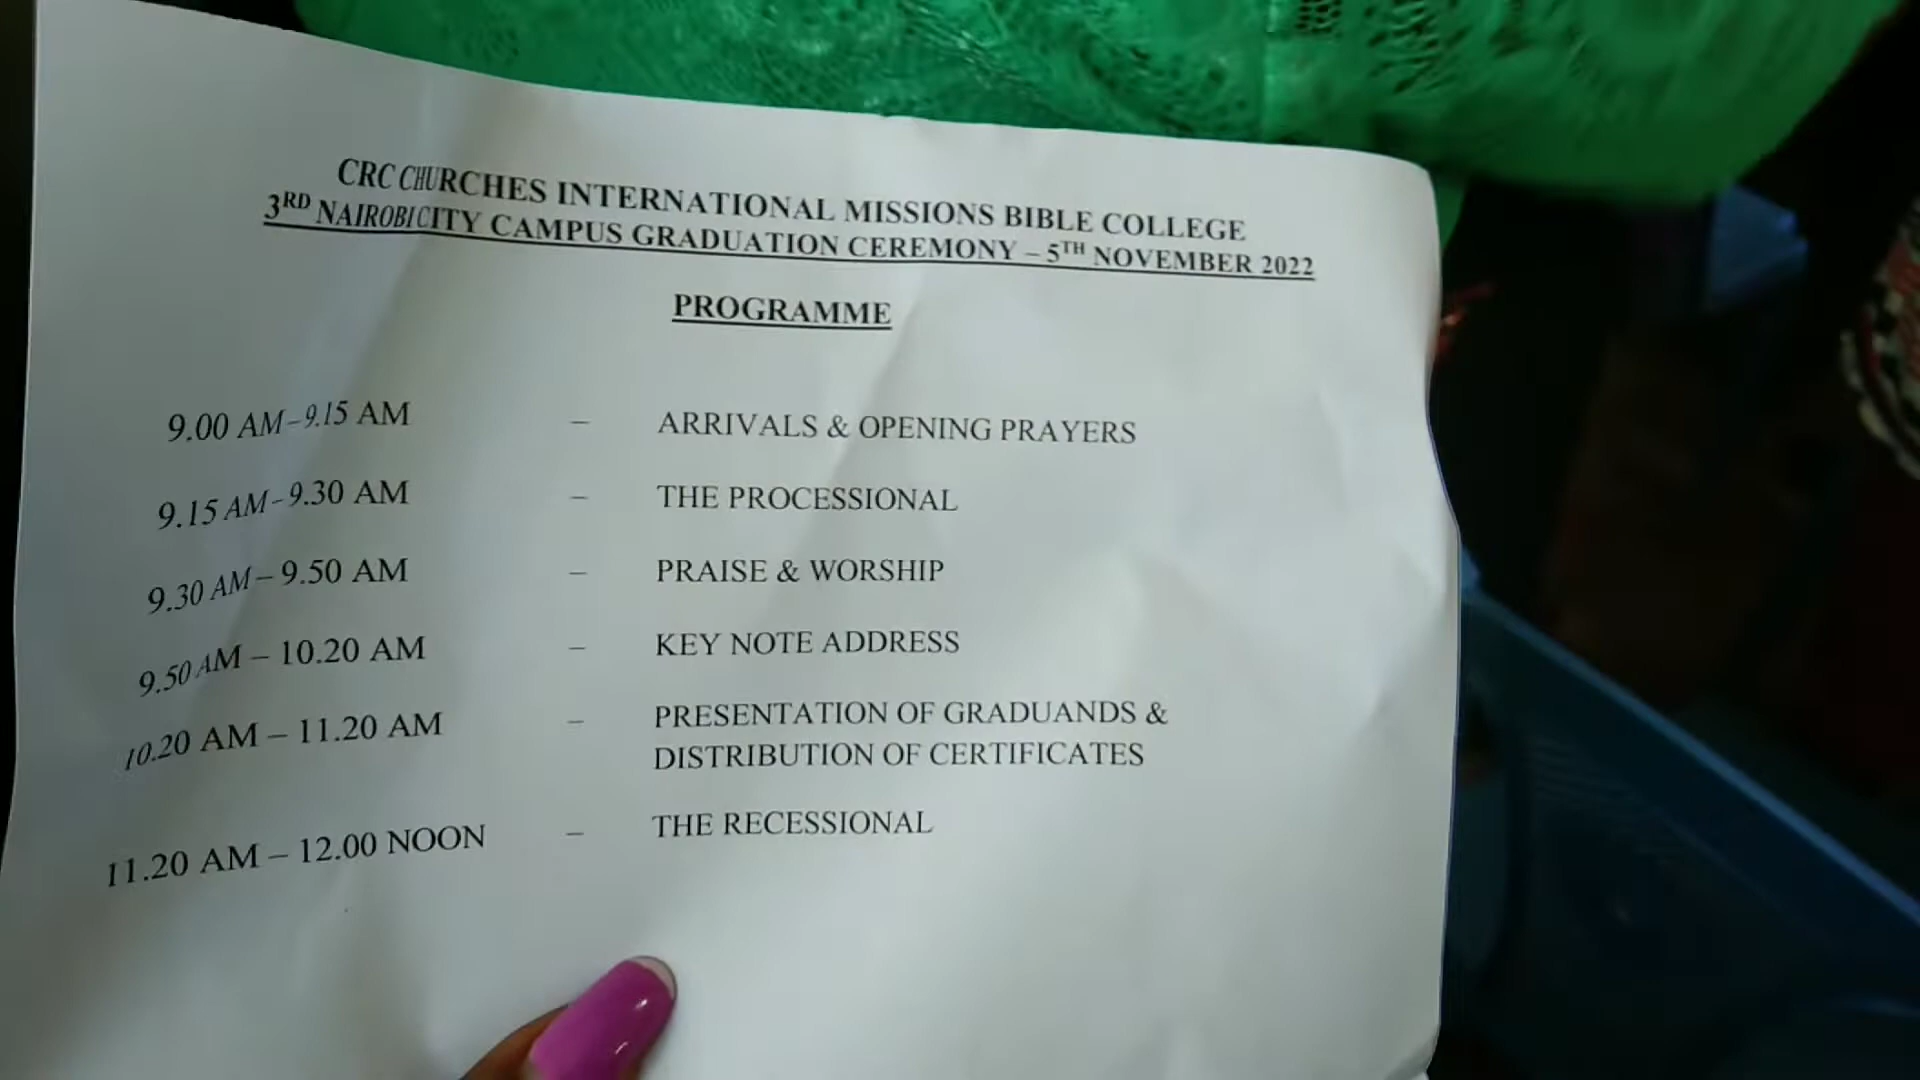 CRC CHURCHES INTERNATIONAL MISSIONS BIBLE COLLEGE
3RD NAIROBI CITY CAMPUS GRADUATION CEREMONY – 5TH NOVEMBER 2022
PROGRAMME
9.00 AM – 9.15 AM – ARRIVALS & OPENING PRAYERS
9.15 AM – 9.30 AM – THE PROCESSIONAL
9.30 AM – 9.50 AM – PRAISE & WORSHIP
9.50 AM – 10.20 AM – KEY NOTE ADDRESS
10.20 AM – 11.20 AM – PRESENTATION OF GRADUANDS &
DISTRIBUTION OF CERTIFICATES
11.20 AM – 12.00 NOON – THE RECESSIONAL